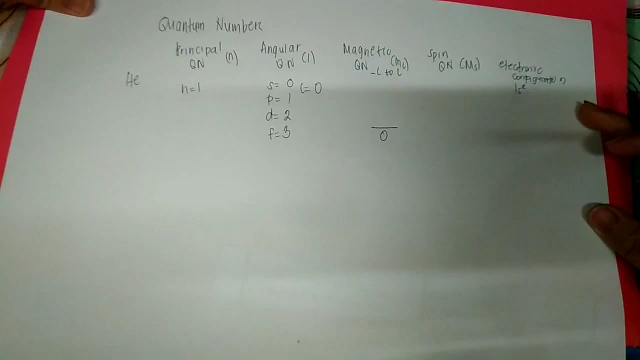 Quantum Number
Principal QN (n)
Angular QN (l)
Magnetic QN (Ml)
-l to l
Spin QN (Ms)
electronic configuration
He
n=1
s=0 l=0
p=1
d=2
f=3
0
1s²